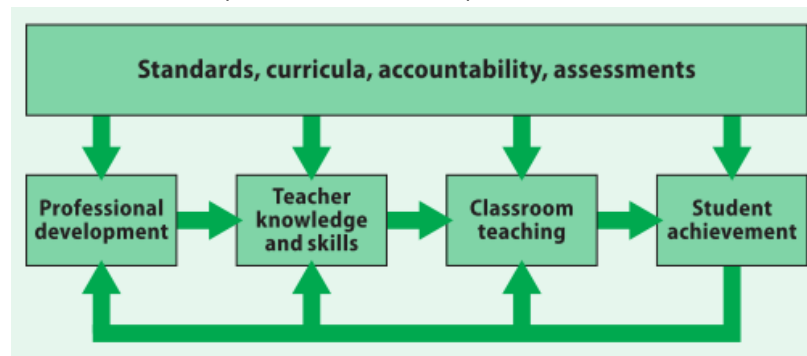 Standards, curricula, accountability, assessments
Professional
development
Teacher
knowledge
and skills
Classroom
teaching
Student
achievement